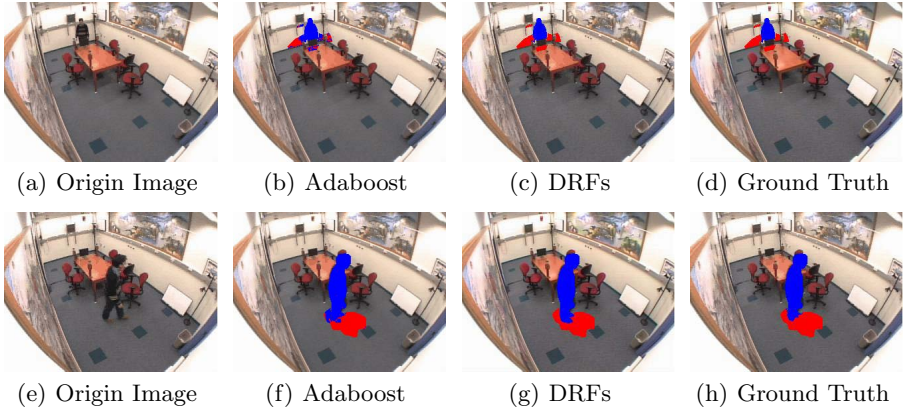 (a) Origin Image (b) Adaboost (c) DRFs (d) Ground Truth
(e) Origin Image (f) Adaboost (g) DRFs (h) Ground Truth